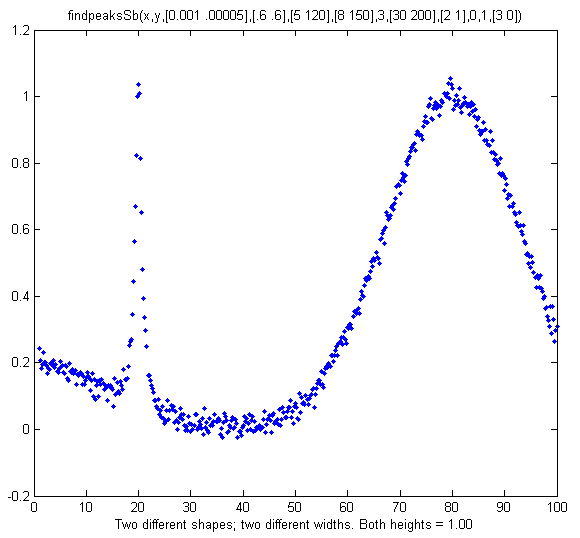 findpeaksSb(x,y,[0.001 .00005],[.6 .6],[5 120],[8 150],3,[30 200],[2 1],0,1,[3 0])
1.2
1
0.8
0.6
0.4
0.2
0
-0.2
0 10 20 30 40 50 60 70 80 90 100
Two different shapes; two different widths. Both heights = 1.00